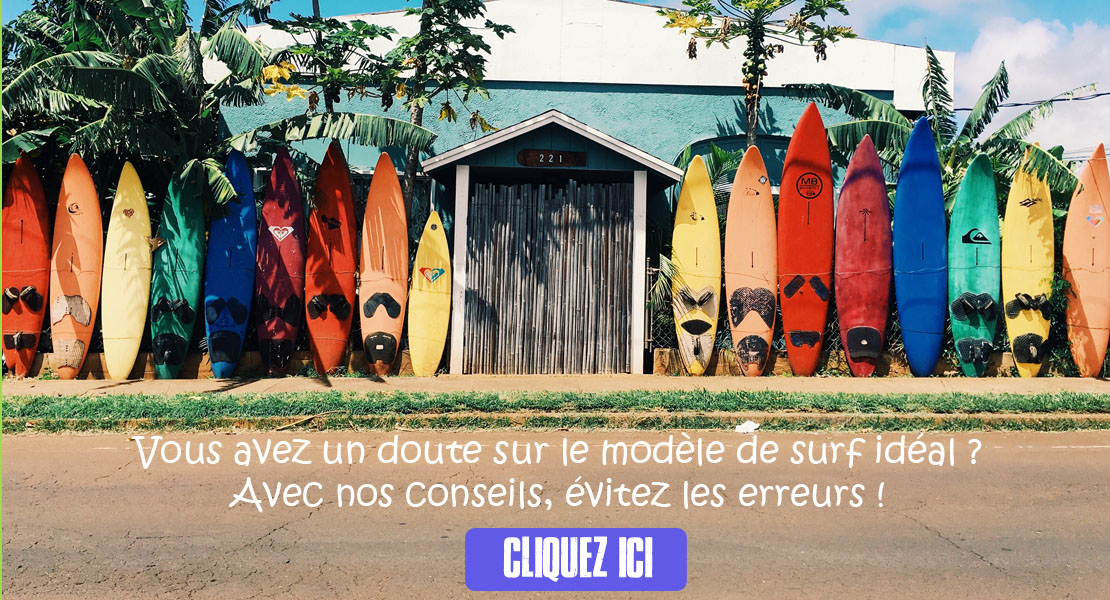 221
MB
Vous avez un doute sur le modèle de surf idéal ?
Avec nos conseils, évitez les erreurs !
CLIQUEZ ICI